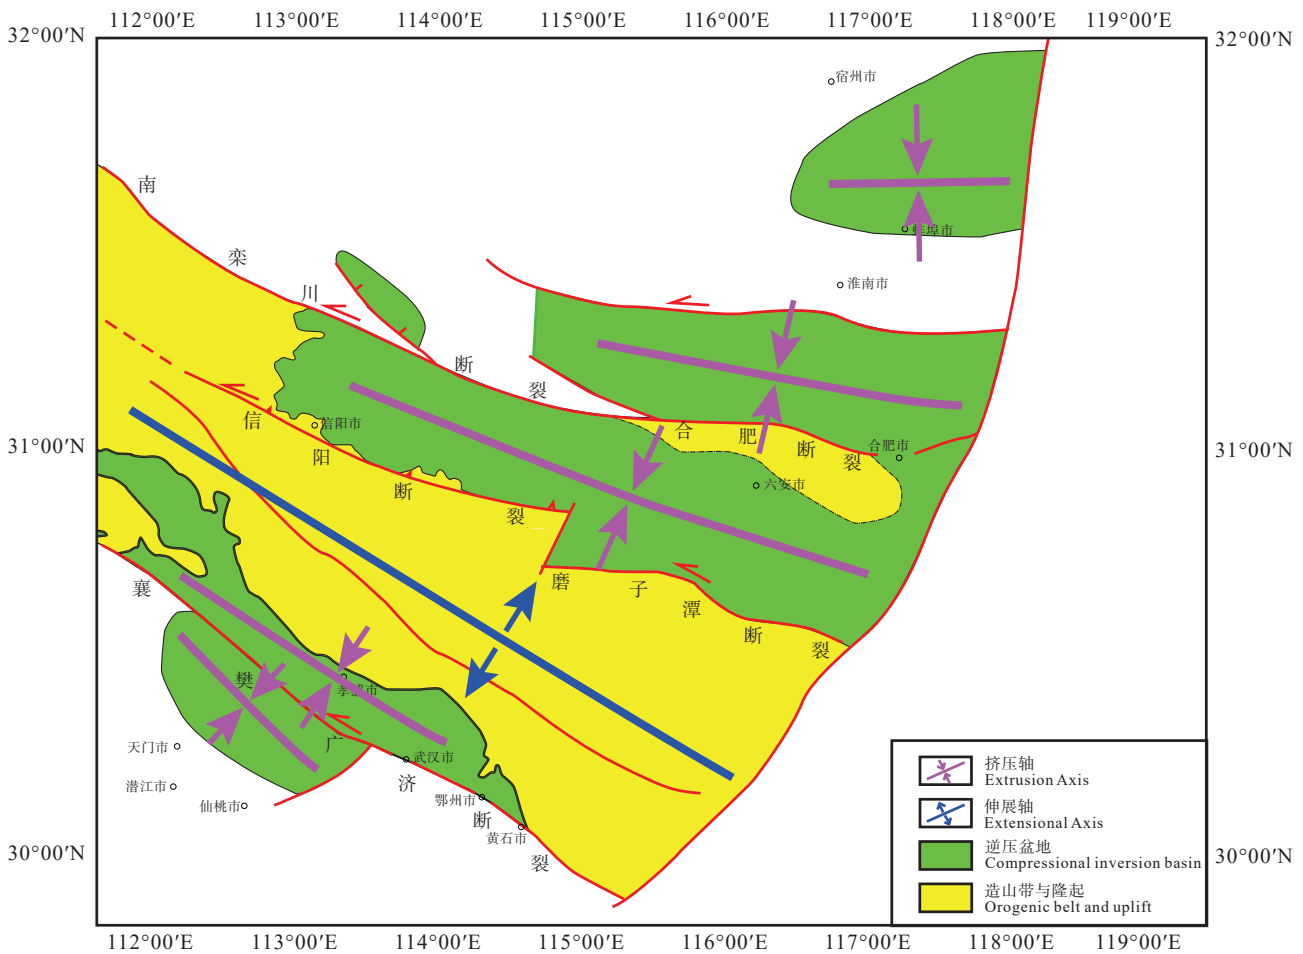 112°00′E 113°00′E 114°00′E 115°00′E 116°00′E 117°00′E 118°00′E 119°00′E
32°00′N
32°00′N
宿州市
南
蚌埠市
栾
淮南市
川
断
裂
合
肥
断
裂
合肥市
信
信阳市
阳
断
裂
六安市
31°00′N
31°00′N
襄
磨
子
潭
断
裂
樊
孝感市
广
天门市
武汉市
潜江市
济
仙桃市
鄂州市
断
黄石市
裂
30°00′N
30°00′N
挤压轴
Extrusion Axis
伸展轴
Extensional Axis
逆压盆地
Compressional inversion basin
造山带与隆起
Orogenic belt and uplift
112°00′E 113°00′E 114°00′E 115°00′E 116°00′E 117°00′E 118°00′E 119°00′E